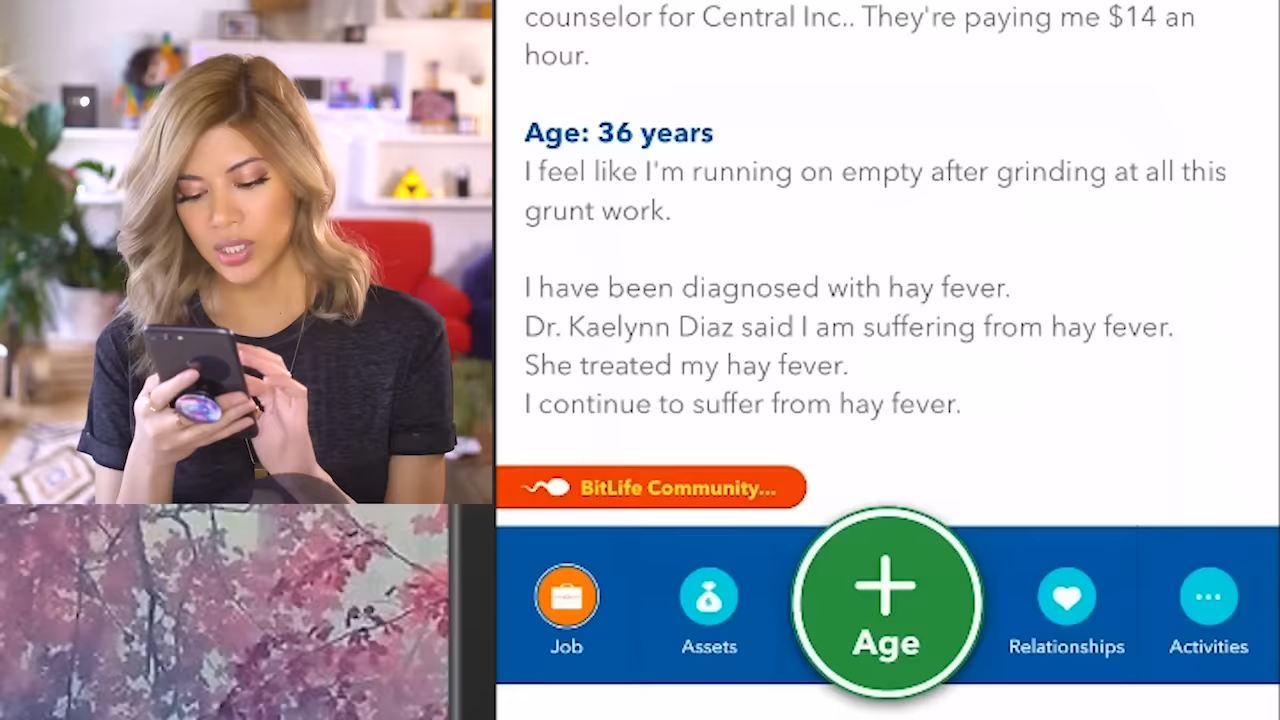 counselor for Central Inc.. They're paying me $14 an
hour.
Age: 36 years
I feel like I'm running on empty after grinding at all this
grunt work.
I have been diagnosed with hay fever.
Dr. Kaelynn Diaz said I am suffering from hay fever.
She treated my hay fever.
I continue to suffer from hay fever.
BitLife Community...
Job
Assets
Age
Relationships
Activities